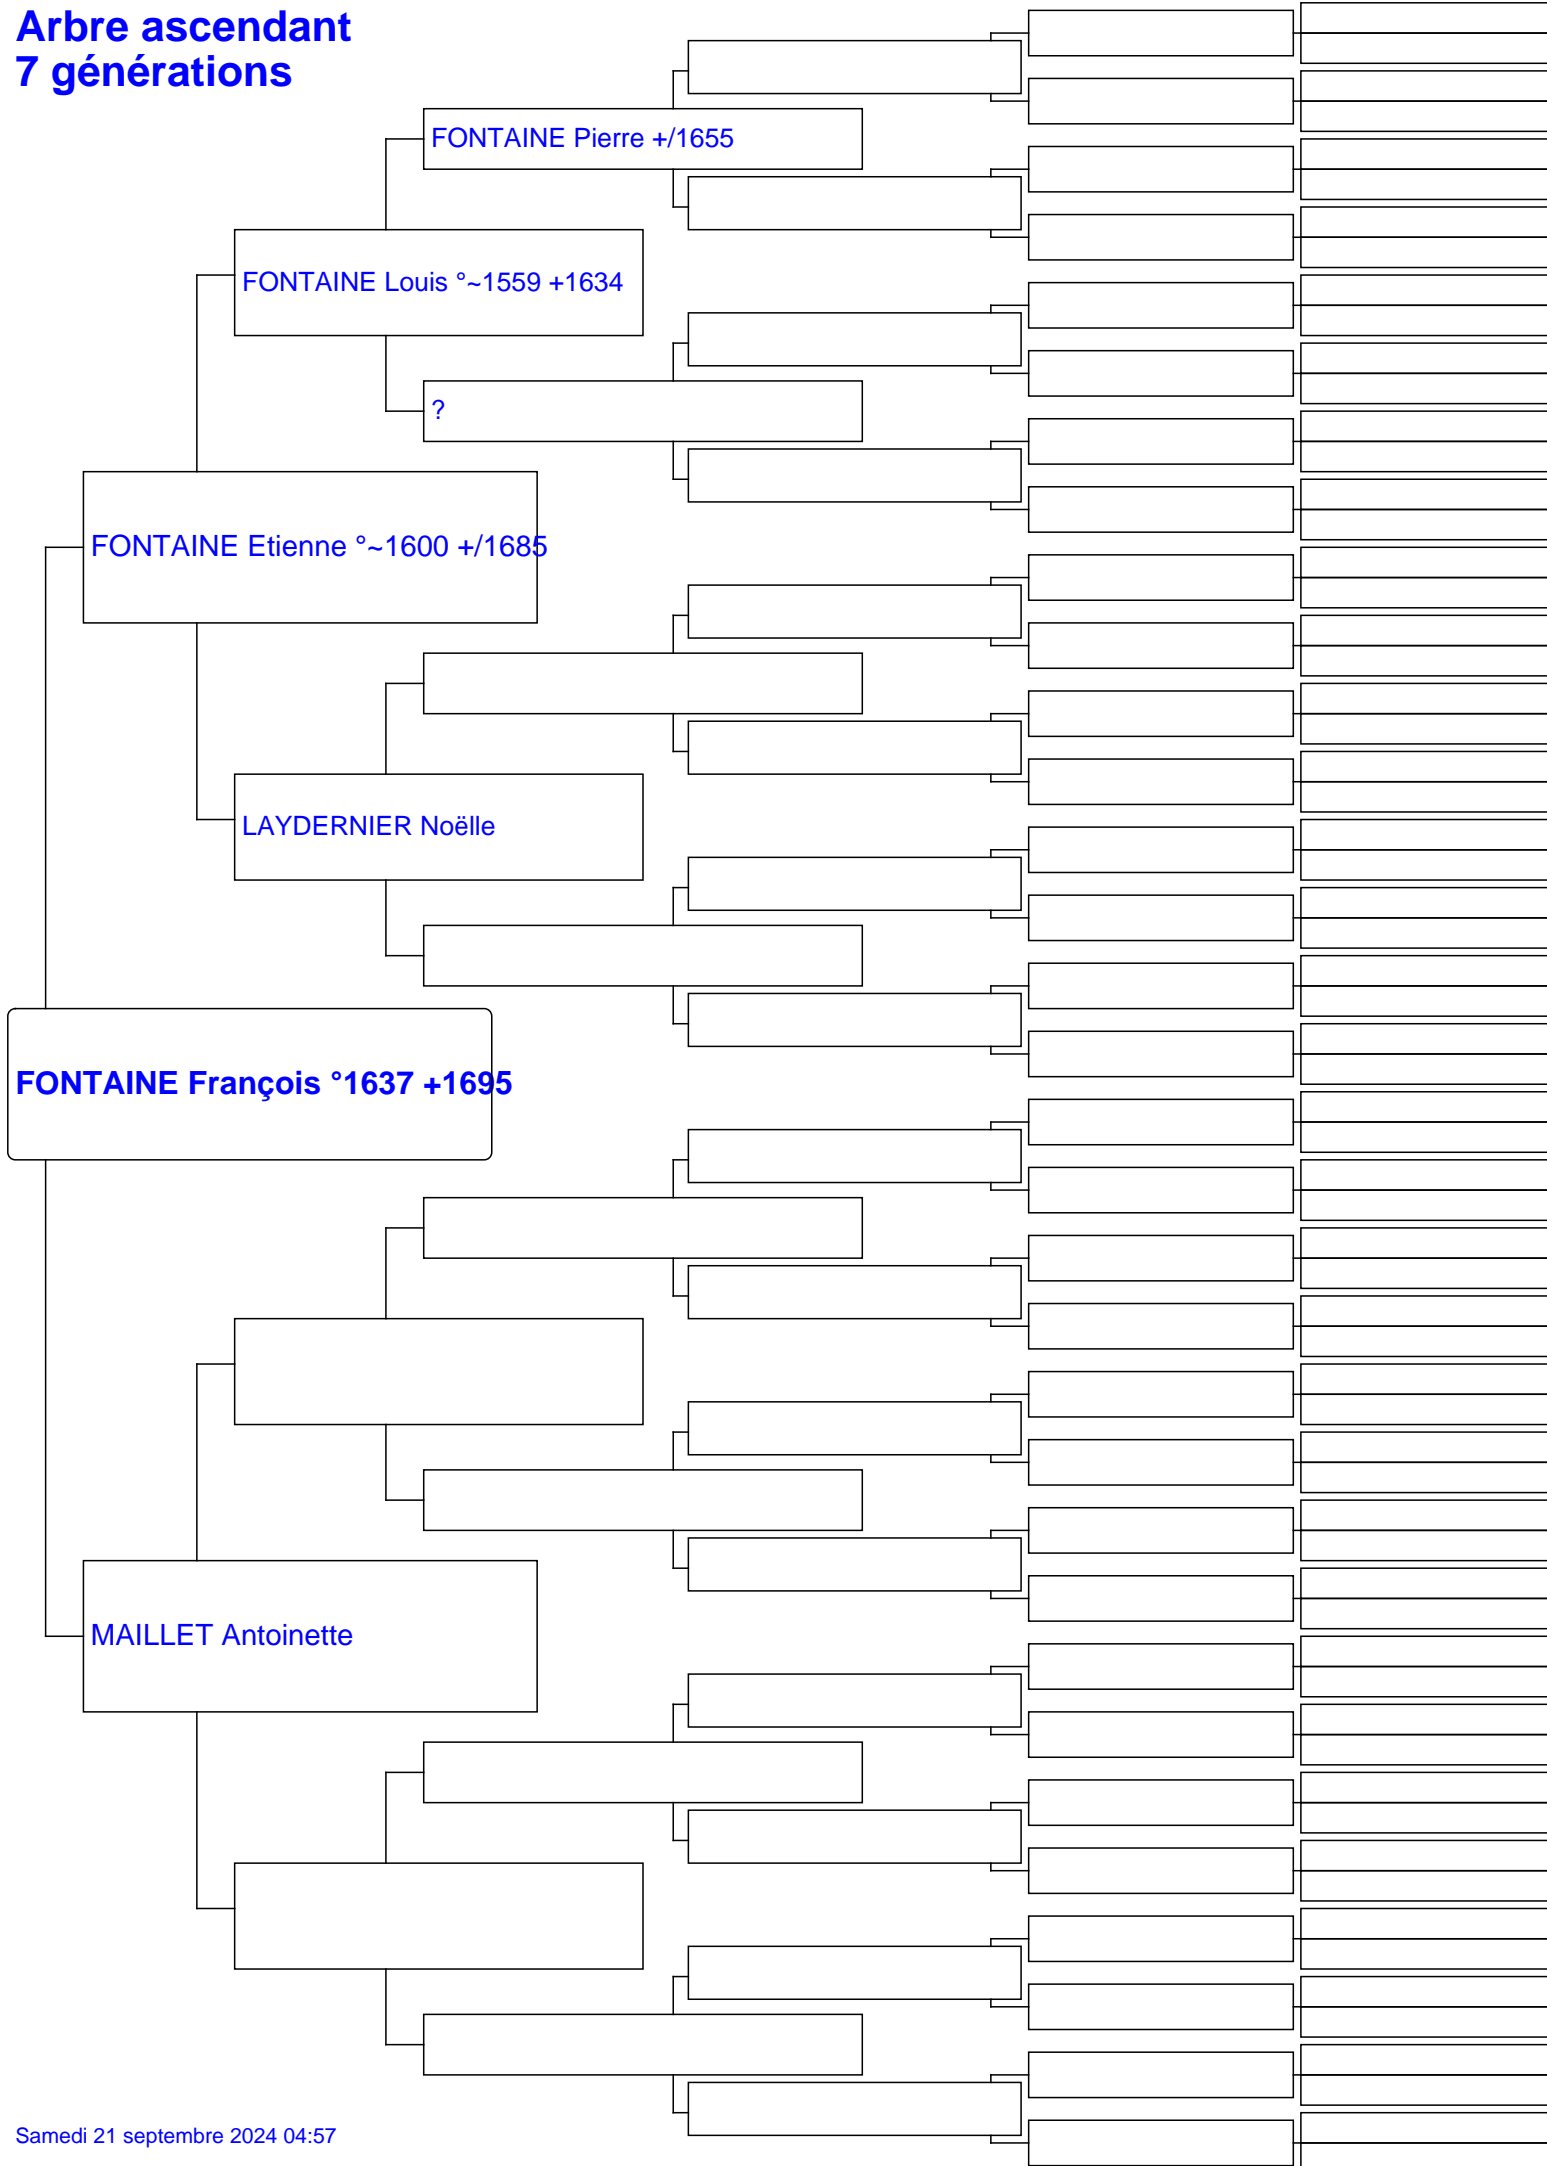 Arbre ascendant
7 générations
FONTAINE Pierre +/1655
FONTAINE Louis °~1559 +1634
?
FONTAINE Etienne °~1600 +/1685
LAYDERNIER Noëlle
FONTAINE François °1637 +1695
MAILLET Antoinette
Samedi 21 septembre 2024 04:57